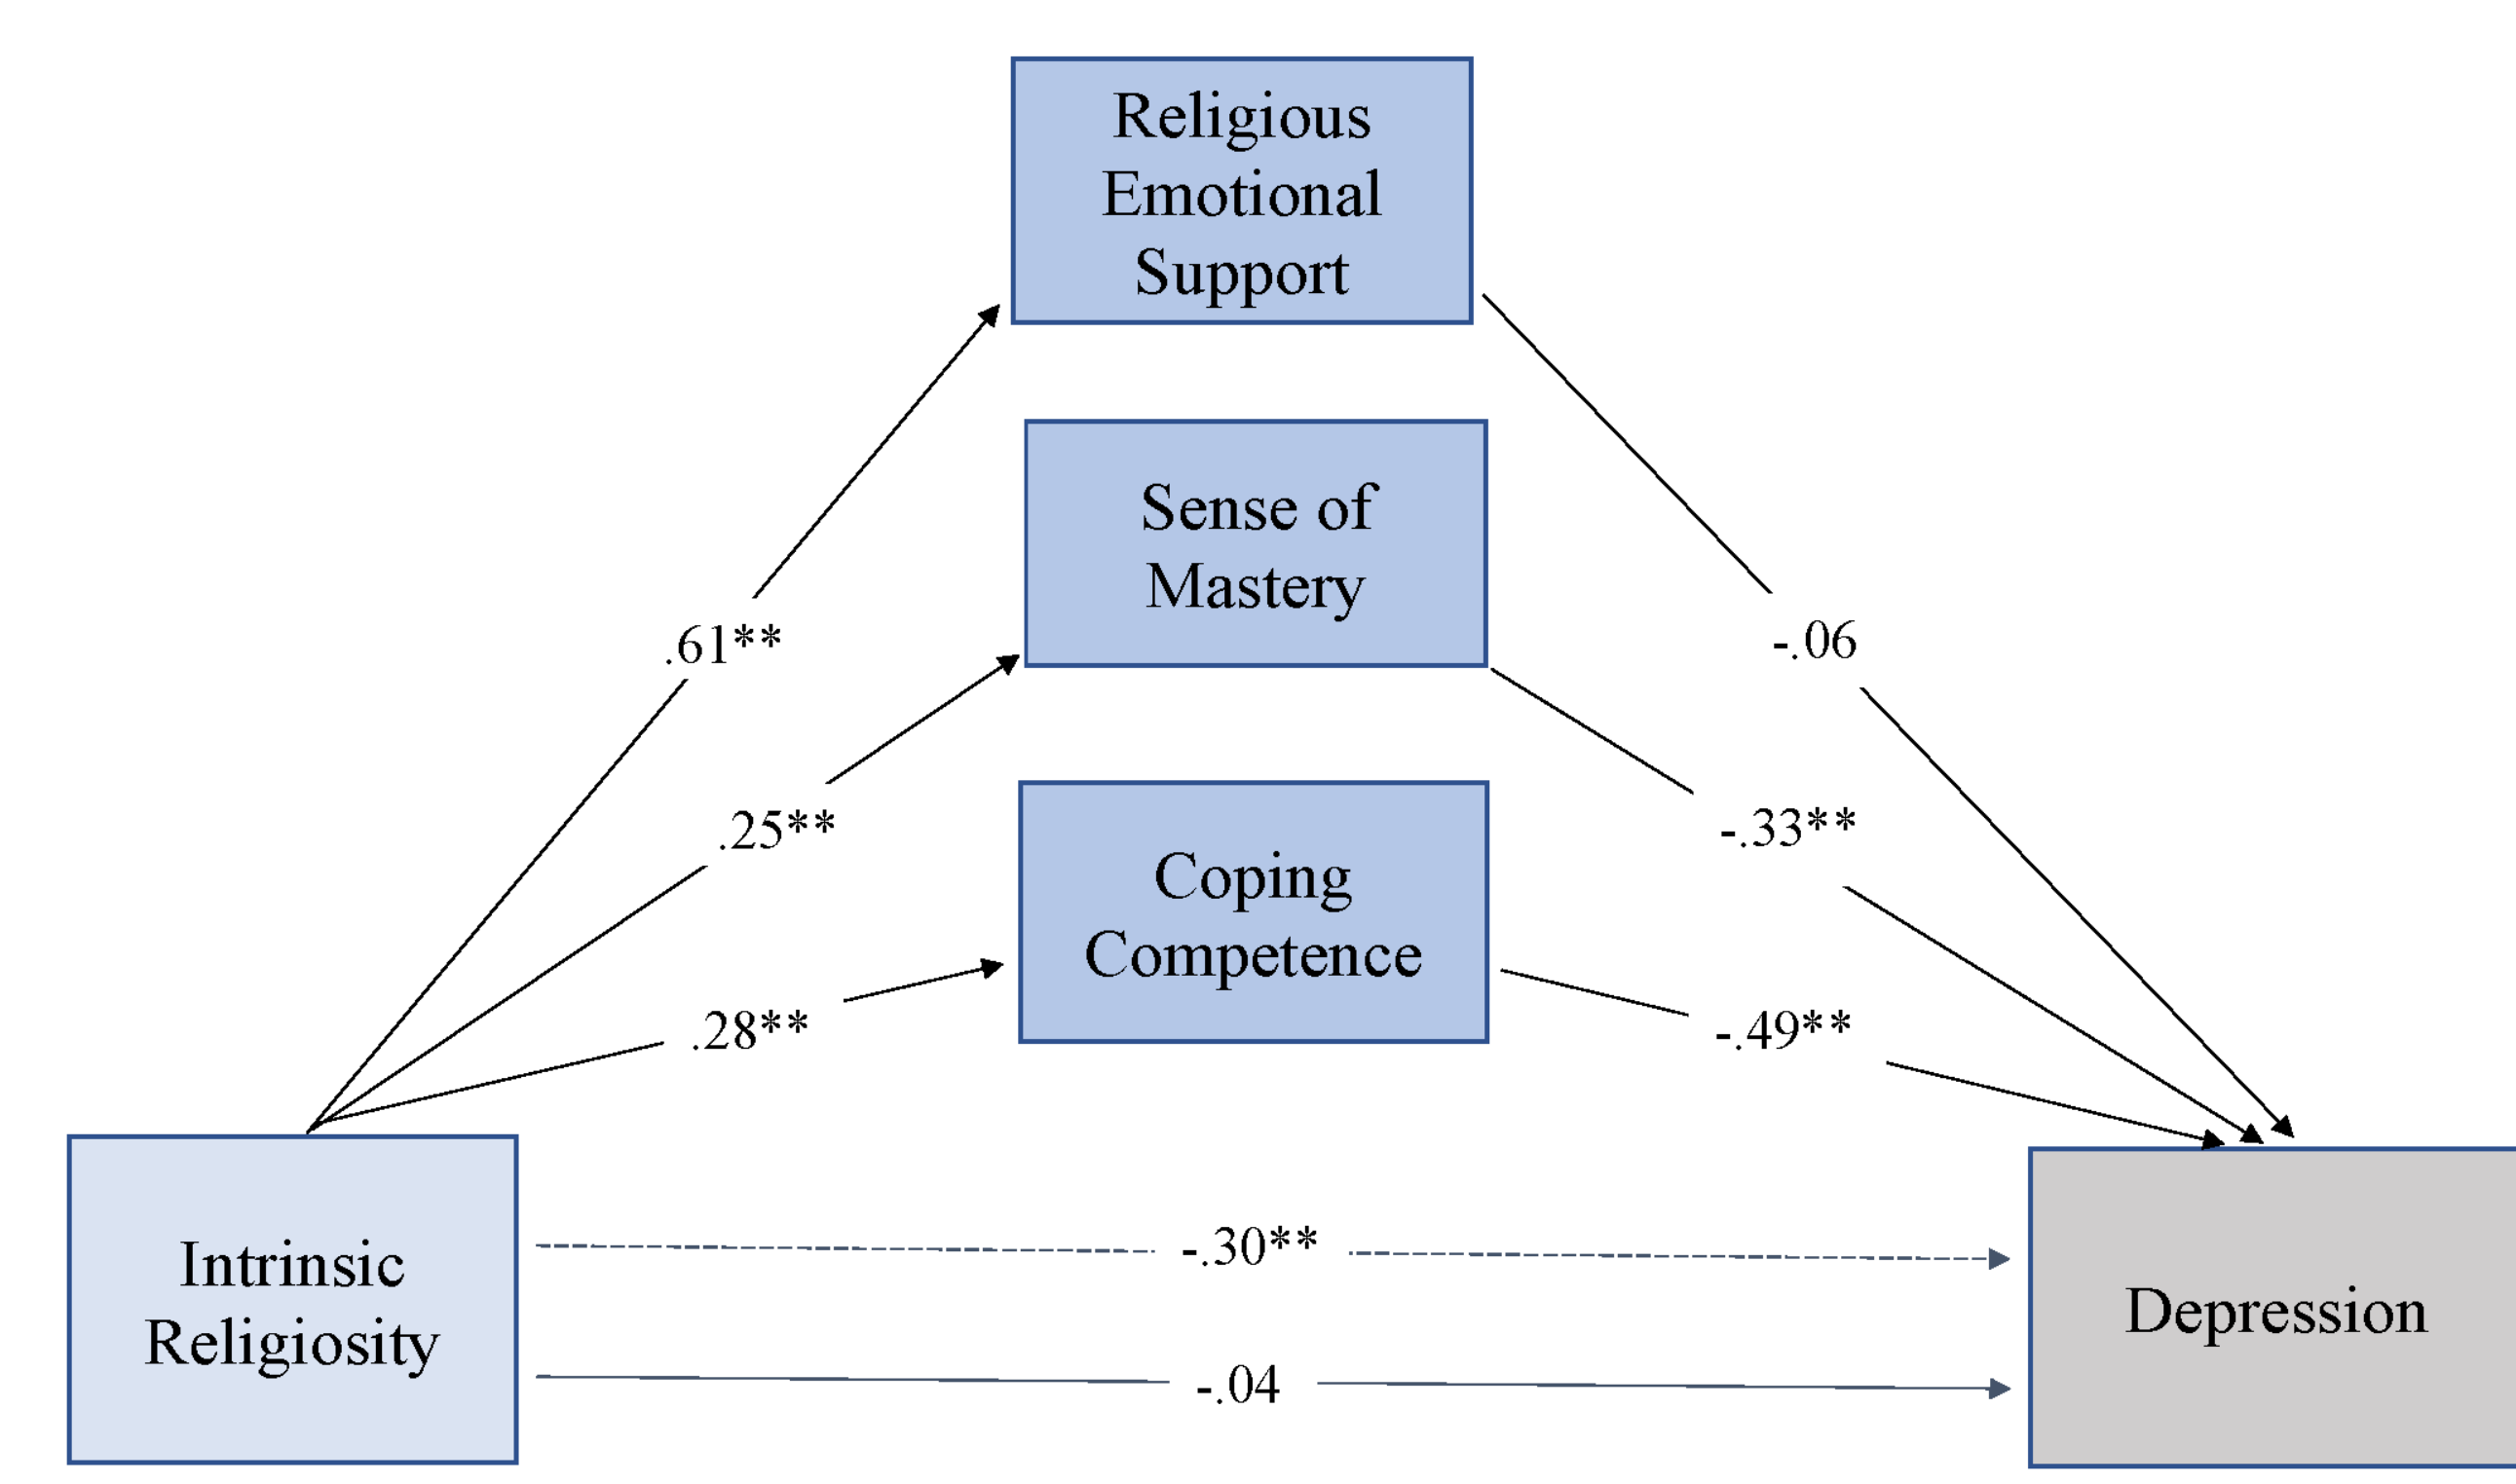 Religious
Emotional
Support
Sense of
Mastery
.61**
-.06
.25**
-.33**
Coping
Competence
.28**
-.49**
Intrinsic
Religiosity
-.30**
-.04
Depression